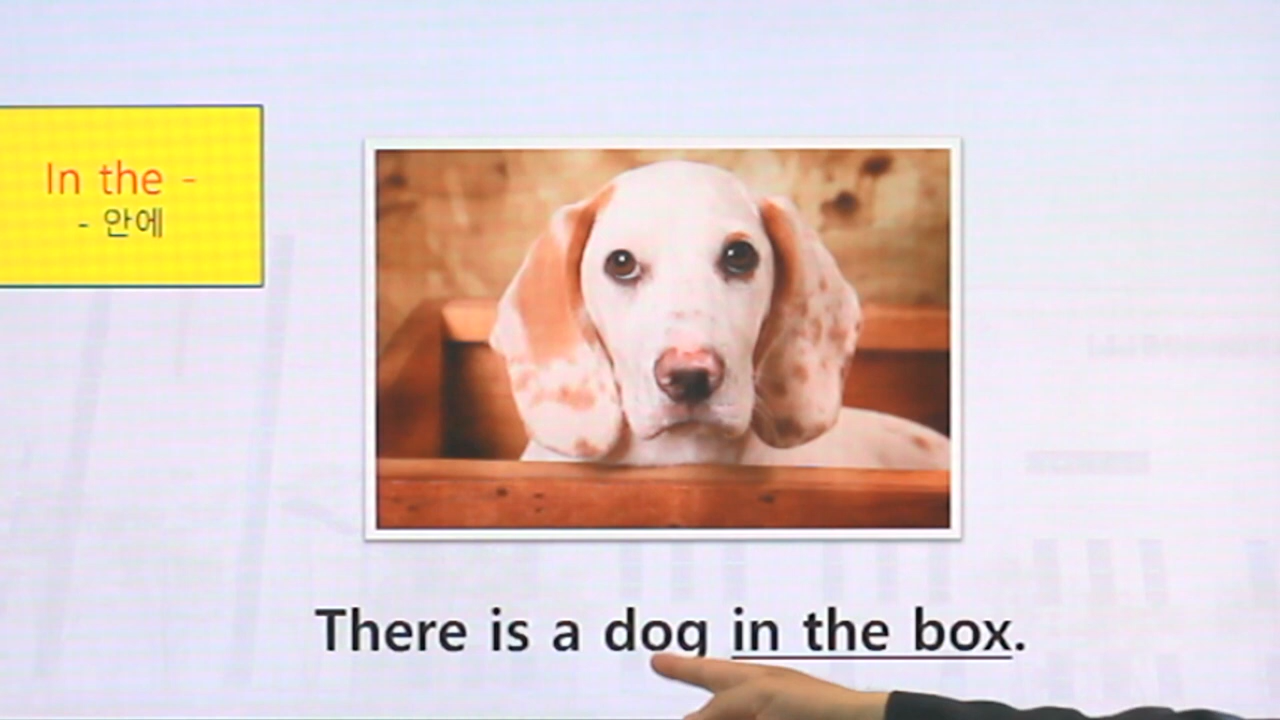 In the -
- 안에
There is a dog in the box.